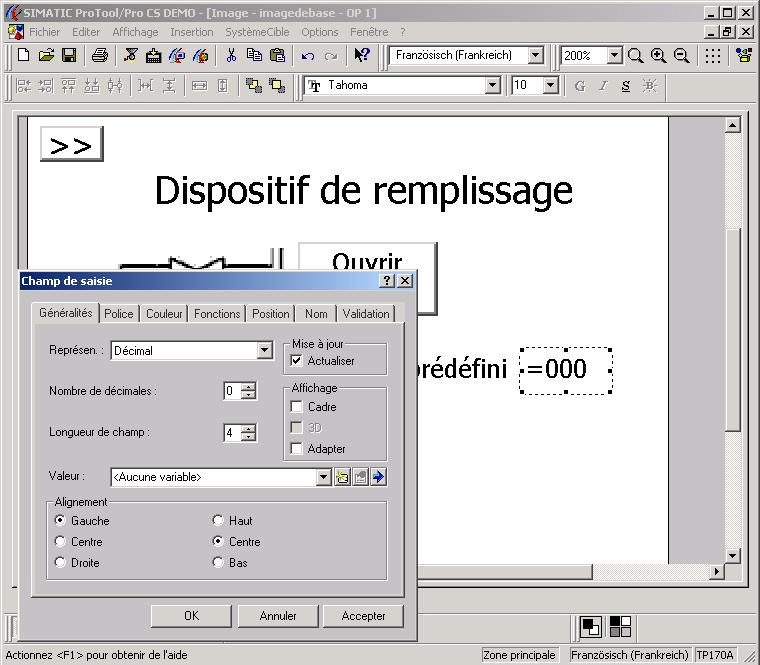 SIMATIC ProTool/Pro CS DEMO - [Image - imagedebase - OP 1]
Fichier Editer Affichage Insertion SystèmeCible Options Fenêtre ?
Französisch (Frankreich) 200%
Tahoma 10 G I S B
>>
Dispositif de remplissage
Ouvrir
Champ de saisie
Généralités Police Couleur Fonctions Position Nom Validation
Représen. : Décimal
Mise à jour
Actualiser
prédéfini =000
Nombre de décimales : 0
Affichage
Cadre
3D
Longueur de champ : 4
Adapter
Valeur : <Aucune variable>
Alignement
Gauche Haut
Centre Centre
Droite Bas
OK Annuler Accepter
Actionnez <F1> pour obtenir de l'aide Zone principale Französisch (Frankreich) TP170A